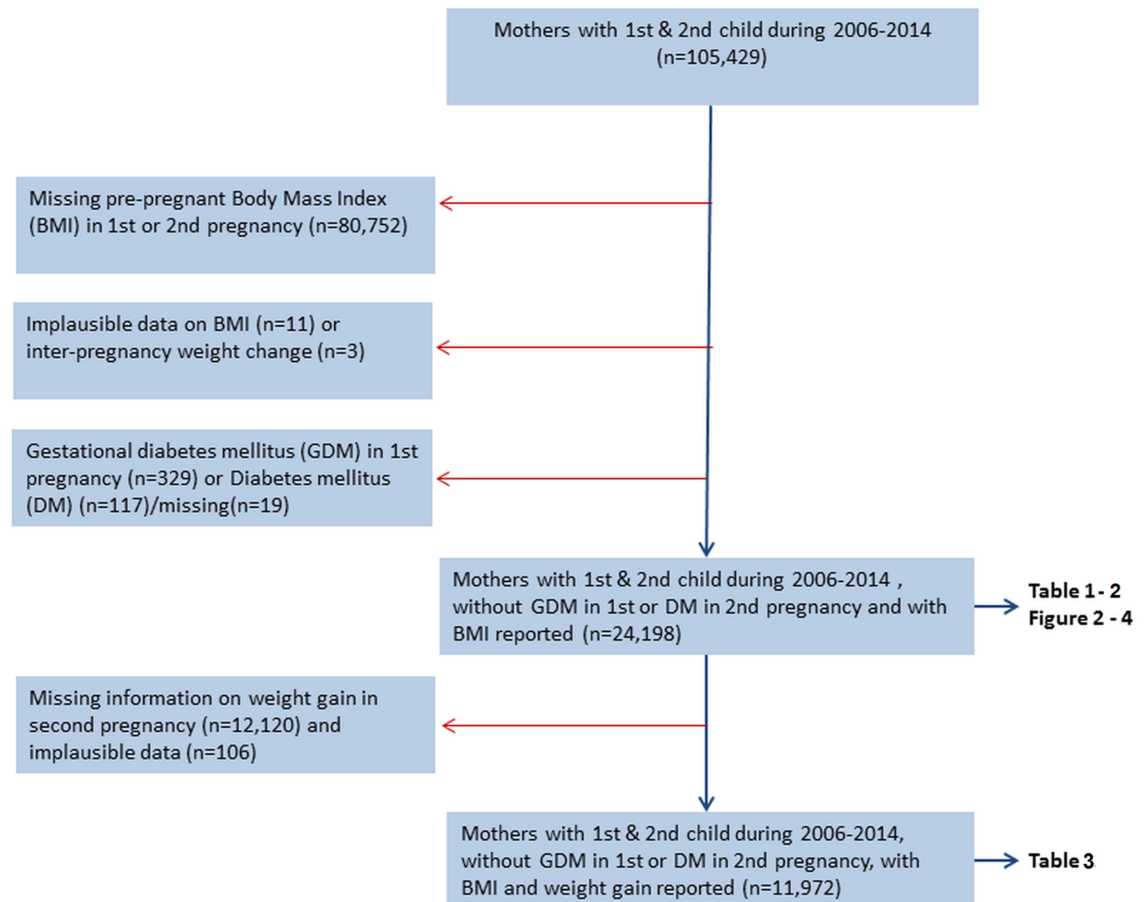 Mothers with 1st & 2nd child during 2006-2014
(n=105,429)
Missing pre-pregnant Body Mass Index
(BMI) in 1st or 2nd pregnancy (n=80,752)
Implausible data on BMI (n=11) or
inter-pregnancy weight change (n=3)
Gestational diabetes mellitus (GDM) in 1st
pregnancy (n=329) or Diabetes mellitus
(DM) (n=117)/missing(n=19)
Mothers with 1st & 2nd child during 2006-2014 ,
without GDM in 1st or DM in 2nd pregnancy and with
BMI reported (n=24,198)
Table 1 - 2
Figure 2 - 4
Missing information on weight gain in
second pregnancy (n=12,120) and
implausible data (n=106)
Mothers with 1st & 2nd child during 2006-2014,
without GDM in 1st or DM in 2nd pregnancy, with
BMI and weight gain reported (n=11,972)
Table 3